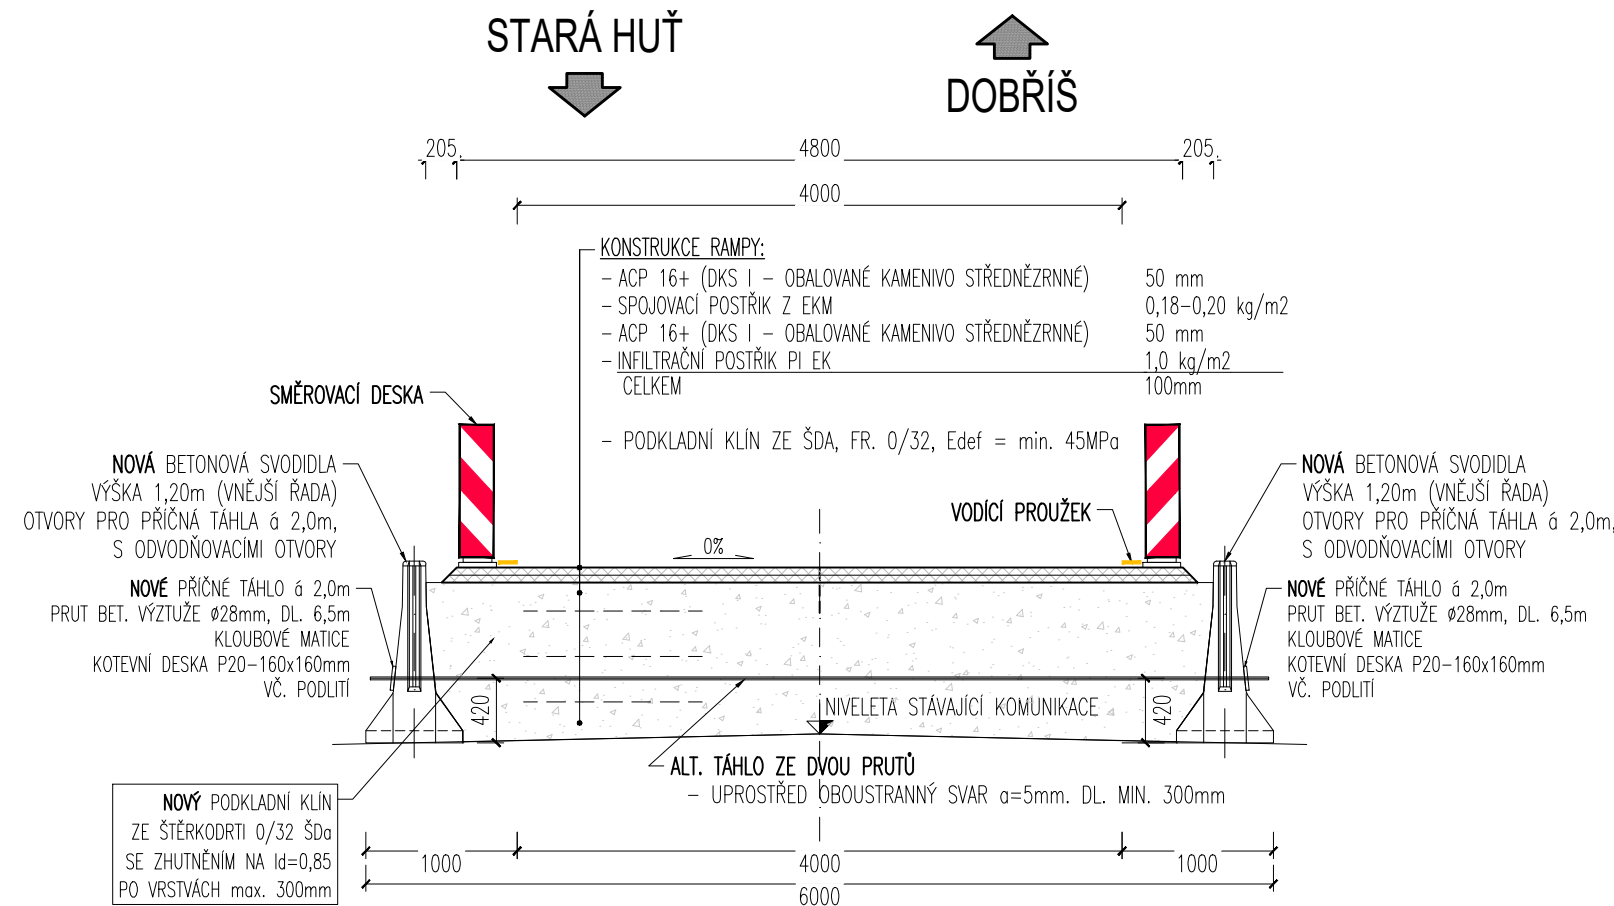 STARÁ HUŤ
DOBŘÍŠ
205
4800
205
4000
KONSTRUKCE RAMPY:
- ACP 16+ (DKS I - OBALOVANÉ KAMENIVO STŘEDNĚZRNNÉ) 50 mm
- SPOJOVACÍ POSTŘIK Z EKM 0,18-0,20 kg/m2
- ACP 16+ (DKS I - OBALOVANÉ KAMENIVO STŘEDNĚZRNNÉ) 50 mm
- INFILTRAČNÍ POSTŘIK PI EK 1,0 kg/m2
CELKEM 100mm
- PODKLADNÍ KLÍN ZE ŠDA, FR. 0/32, Edef = min. 45MPa
SMĚROVACÍ DESKA
NOVÁ BETONOVÁ SVODIDLA
VÝŠKA 1,20m (VNĚJŠÍ ŘADA)
OTVORY PRO PŘÍČNÁ TÁHLA á 2,0m,
S ODVODŇOVACÍMI OTVORY
NOVÉ PŘÍČNÉ TÁHLO á 2,0m
PRUT BET. VÝZTUŽE ø28mm, DL. 6,5m
KLOUBOVÉ MATICE
KOTEVNÍ DESKA P20-160x160mm
VČ. PODLITÍ
VODÍCÍ PROUŽEK
0%
NOVÁ BETONOVÁ SVODIDLA
VÝŠKA 1,20m (VNĚJŠÍ ŘADA)
OTVORY PRO PŘÍČNÁ TÁHLA á 2,0m,
S ODVODŇOVACÍMI OTVORY
NOVÉ PŘÍČNÉ TÁHLO á 2,0m
PRUT BET. VÝZTUŽE ø28mm, DL. 6,5m
KLOUBOVÉ MATICE
KOTEVNÍ DESKA P20-160x160mm
VČ. PODLITÍ
420
NIVELETA STÁVAJÍCÍ KOMUNIKACE
420
ALT. TÁHLO ZE DVOU PRUTŮ
- UPROSTŘED OBOUSTRANNÝ SVAR a=5mm. DL. MIN. 300mm
NOVÝ PODKLADNÍ KLÍN
ZE ŠTĚRKODRTI 0/32 ŠDa
SE ZHUTNĚNÍM NA Id=0,85
PO VRSTVÁCH max. 300mm
1000
4000
1000
6000